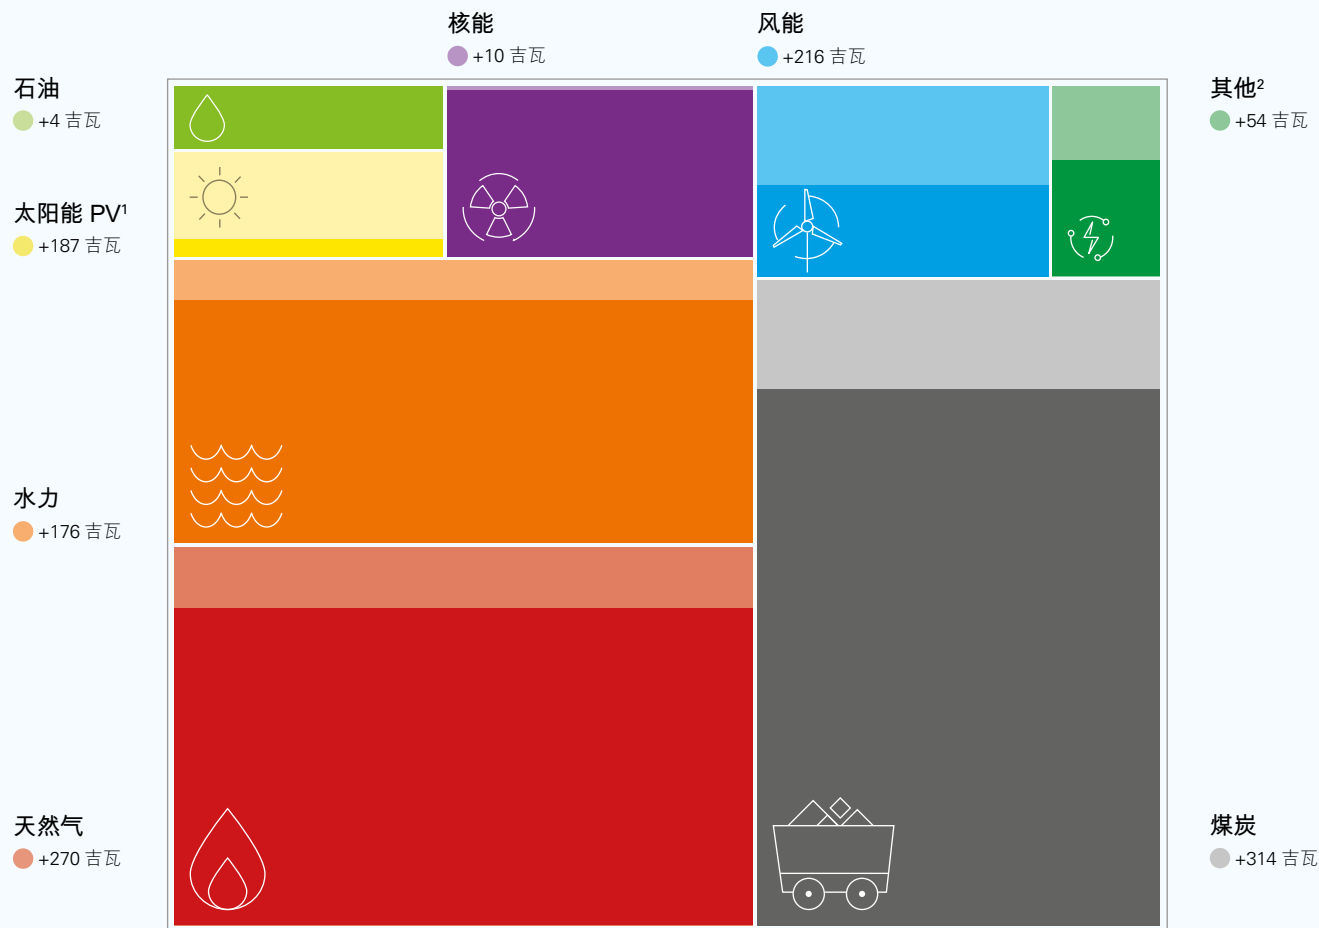 核能
+10 吉瓦
风能
+216 吉瓦
石油
+4 吉瓦
其他²
+54 吉瓦
太阳能 PV¹
+187 吉瓦
水力
+176 吉瓦
天然气
+270 吉瓦
煤炭
+314 吉瓦